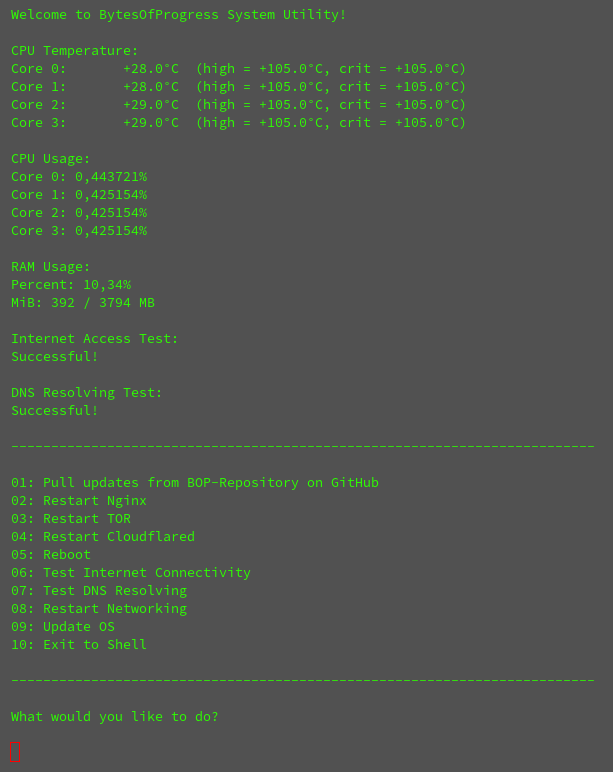 Welcome to BytesOfProgress System Utility!
CPU Temperature:
Core 0:       +28.0°C  (high = +105.0°C, crit = +105.0°C)
Core 1:       +28.0°C  (high = +105.0°C, crit = +105.0°C)
Core 2:       +29.0°C  (high = +105.0°C, crit = +105.0°C)
Core 3:       +29.0°C  (high = +105.0°C, crit = +105.0°C)
CPU Usage:
Core 0: 0,443721%
Core 1: 0,425154%
Core 2: 0,425154%
Core 3: 0,425154%
RAM Usage:
Percent: 10,34%
MiB: 392 / 3794 MB
Internet Access Test:
Successful!
DNS Resolving Test:
Successful!
-------------------------------------------------------------------------
01: Pull updates from BOP-Repository on GitHub
02: Restart Nginx
03: Restart TOR
04: Restart Cloudflared
05: Reboot
06: Test Internet Connectivity
07: Test DNS Resolving
08: Restart Networking
09: Update OS
10: Exit to Shell
-------------------------------------------------------------------------
What would you like to do?